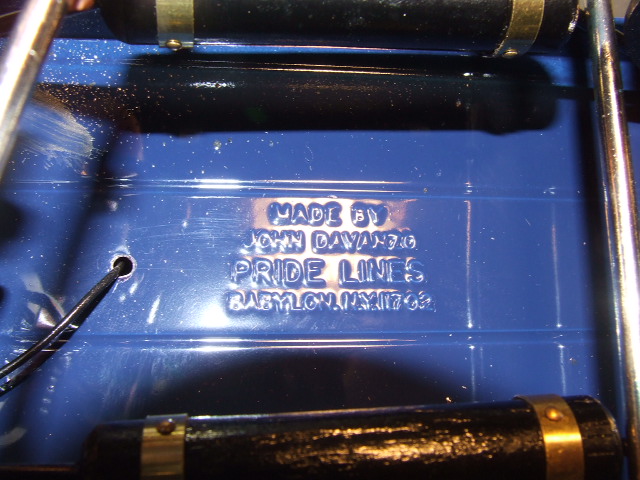 MADE BY
JOHN DAVANZO
PRIDE LINES
BABYLON. N.Y. 11702